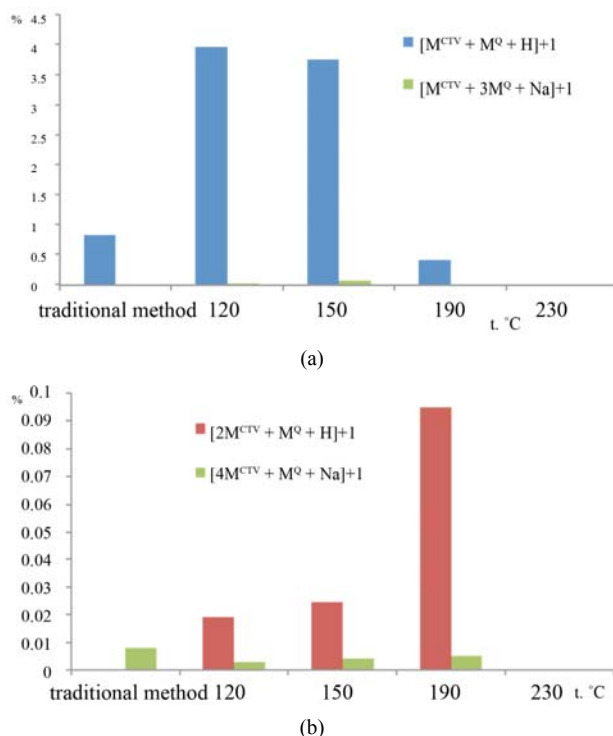 %
4.5
4
3.5
3
2.5
2
1.5
1
0.5
0
[M^CTV + M^Q + H]+1
[M^CTV + 3M^Q + Na]+1
traditional method 120 150 190 230
t. °C
(a)
%
0.1
0.09
0.08
0.07
0.06
0.05
0.04
0.03
0.02
0.01
0
[2M^CTV + M^Q + H]+1
[4M^CTV + M^Q + Na]+1
traditional method 120 150 190 230 t. °C
(b)